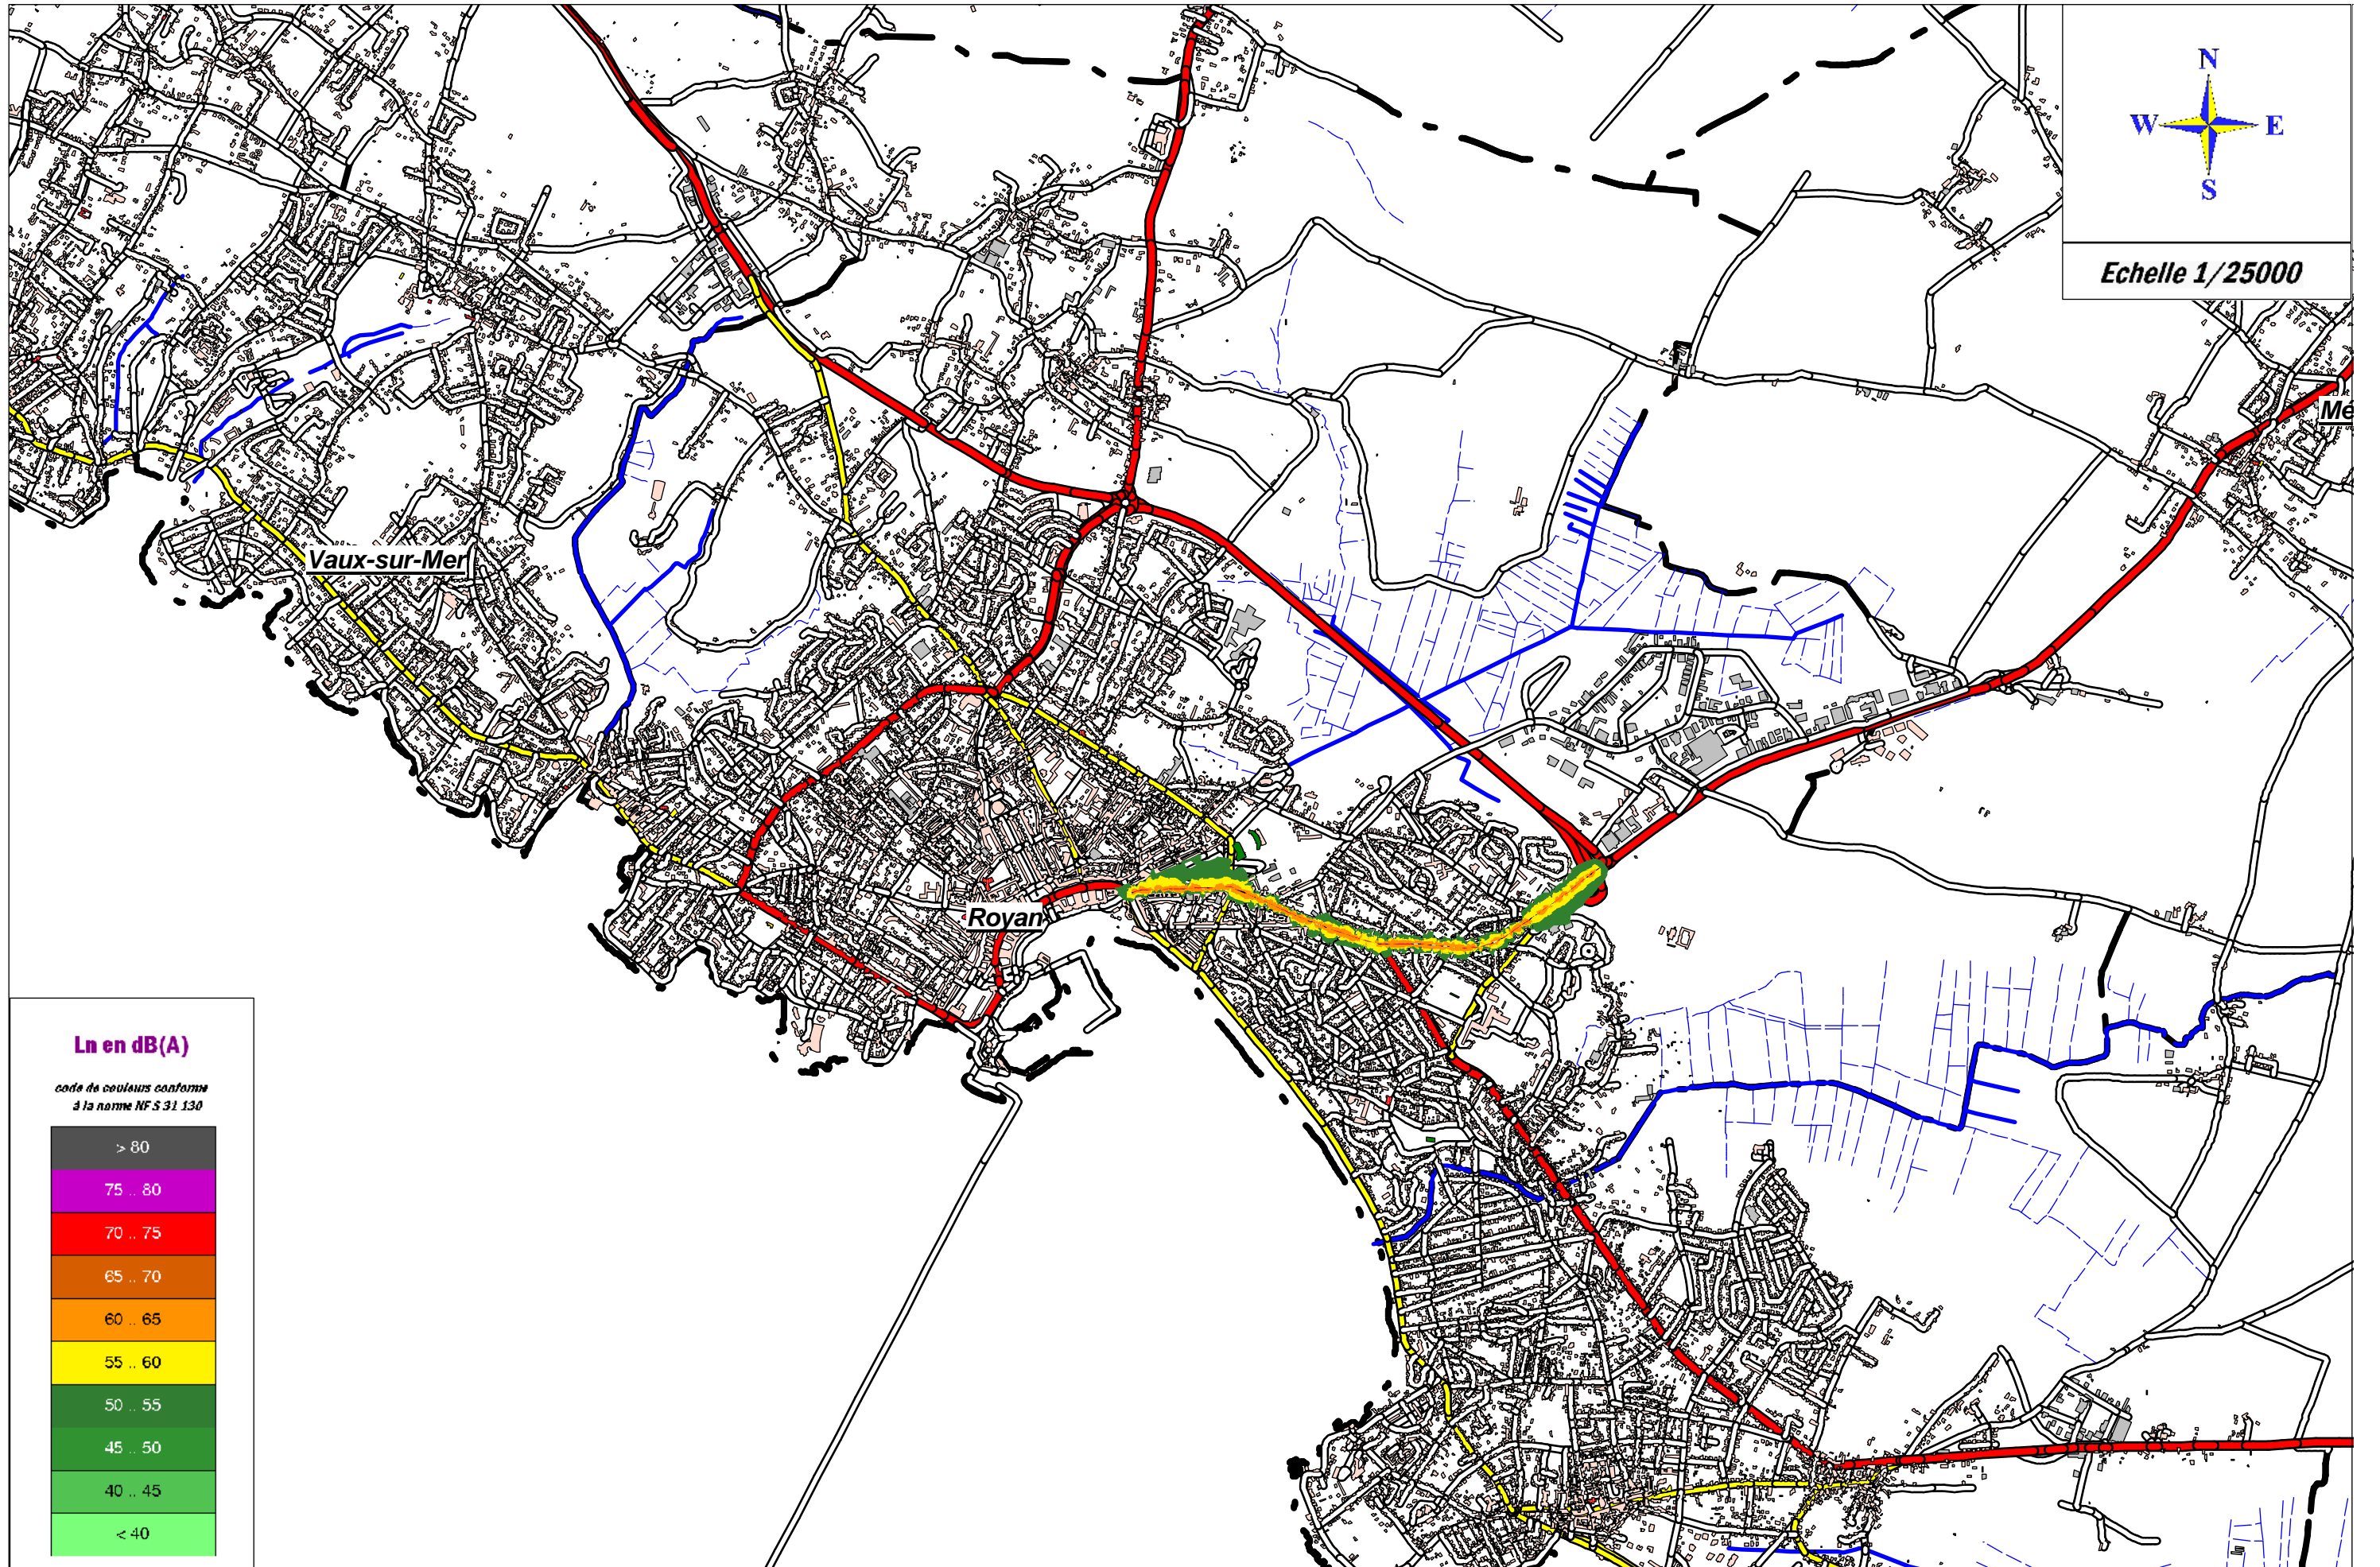 N
W E
S
Echelle 1/25000
Mé
Vaux-sur-Mer
Royan
Ln en dB(A)
code de couleurs conforme
à la norme NF S 31 130
> 80
75 .. 80
70 .. 75
65 .. 70
60 .. 65
55 .. 60
50 .. 55
45 .. 50
40 .. 45
< 40